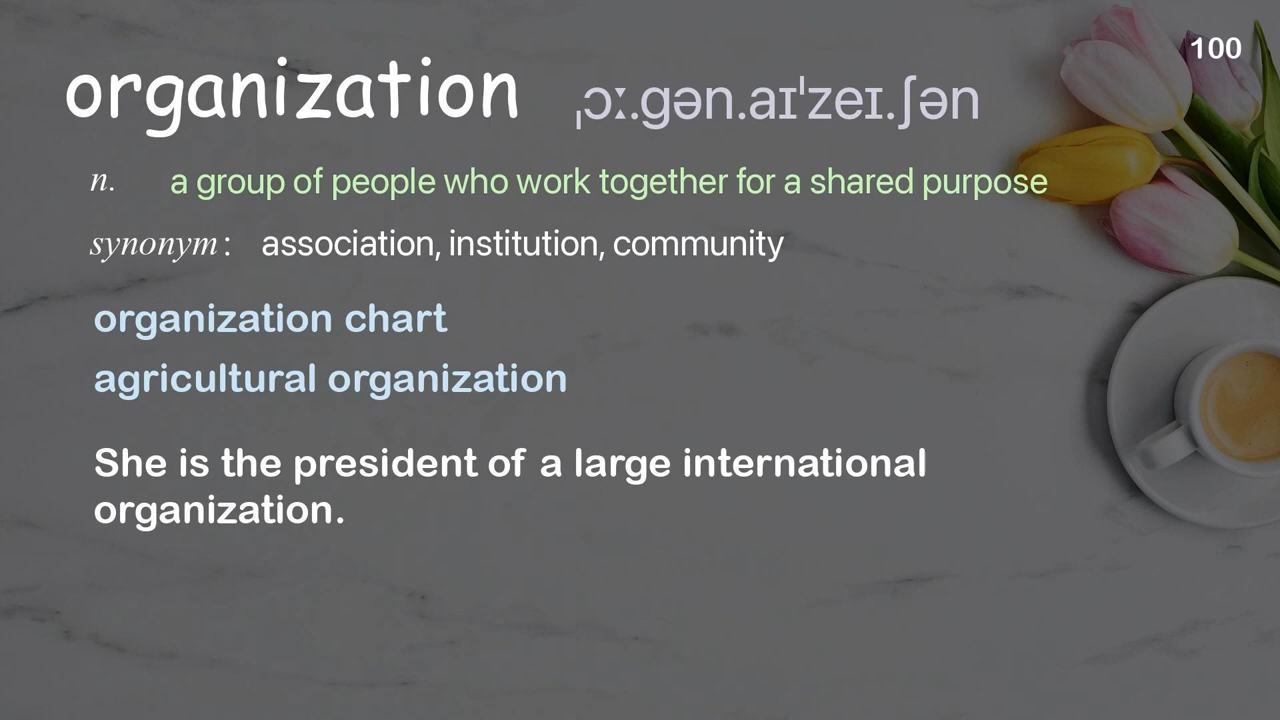 100
organization ˌɔː.ɡən.aɪˈzeɪ.ʃən
n. a group of people who work together for a shared purpose
synonym: association, institution, community
organization chart
agricultural organization
She is the president of a large international
organization.